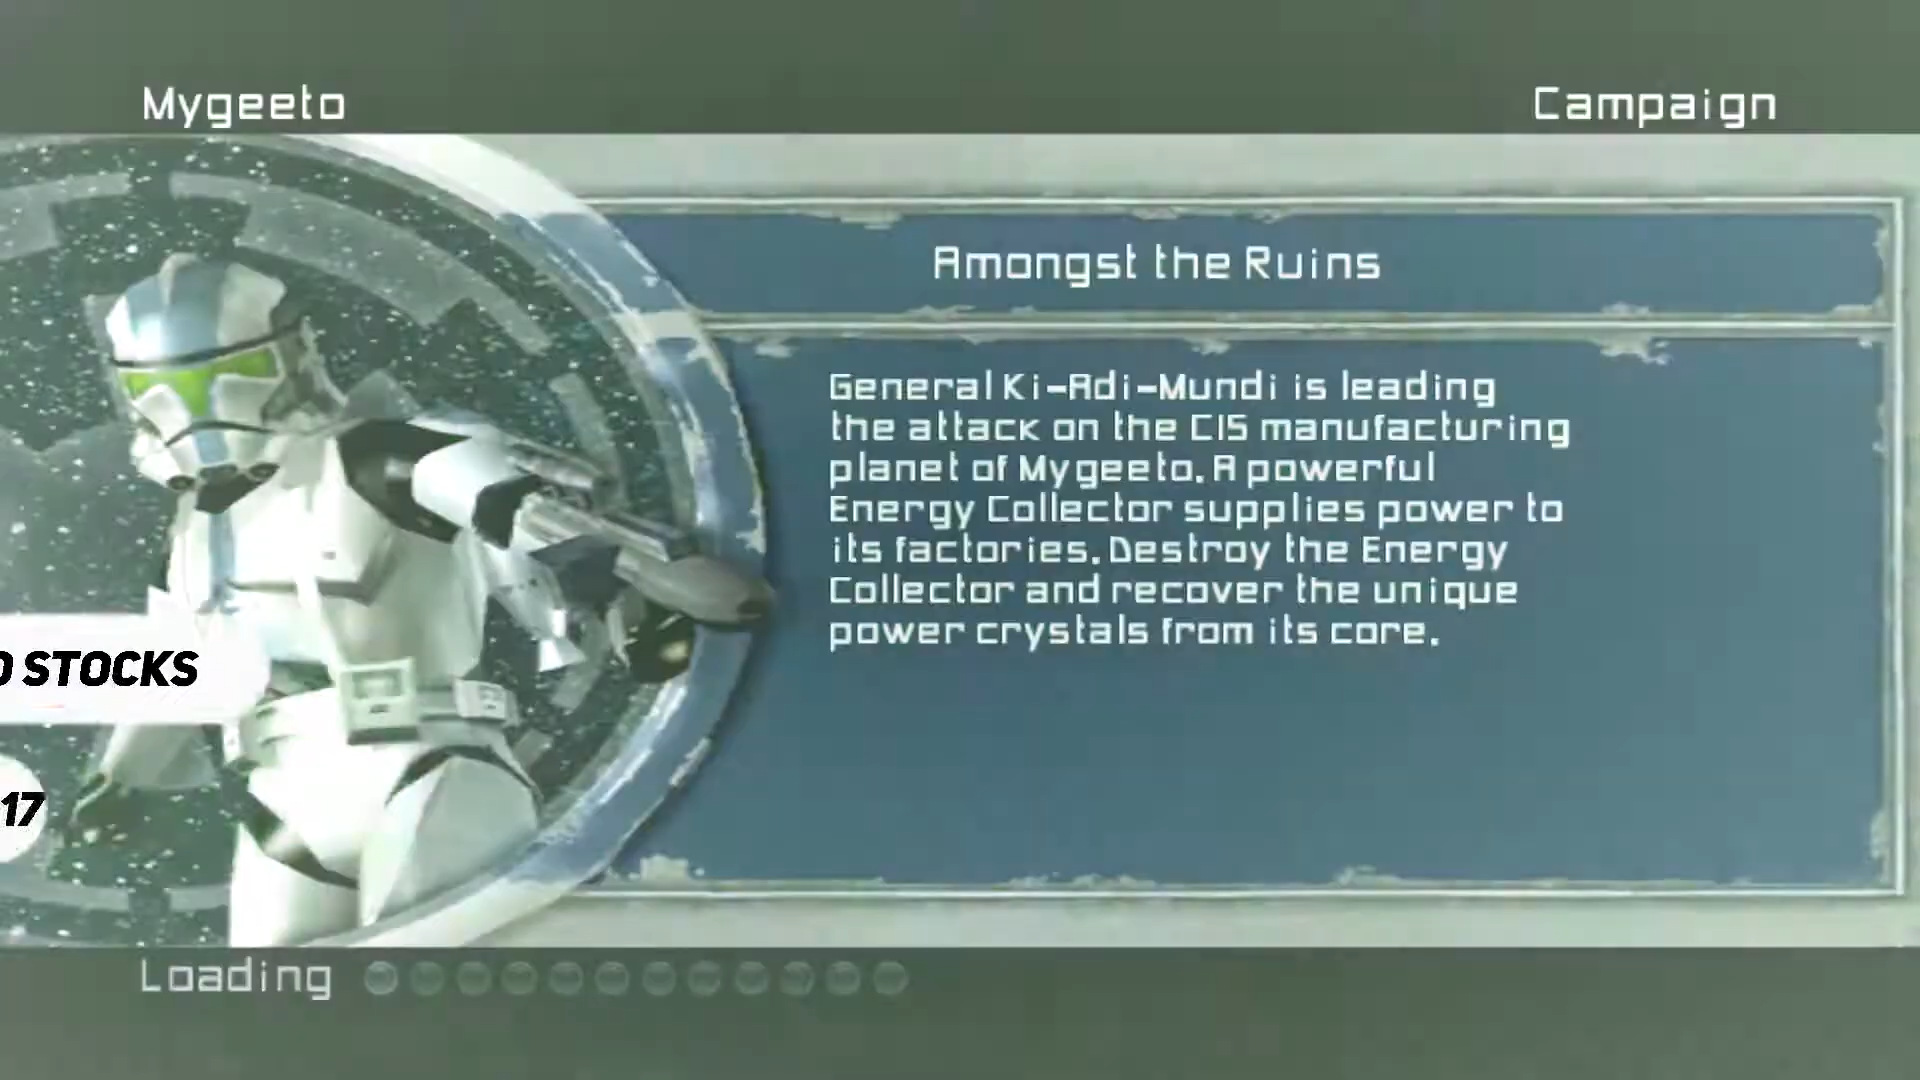 Mygeeto
Campaign
Amongst the Ruins
General Ki-Adi-Mundi is leading
the attack on the CIS manufacturing
planet of Mygeeto. A powerful
Energy Collector supplies power to
its factories. Destroy the Energy
Collector and recover the unique
power crystals from its core.
STOCKS
17
Loading